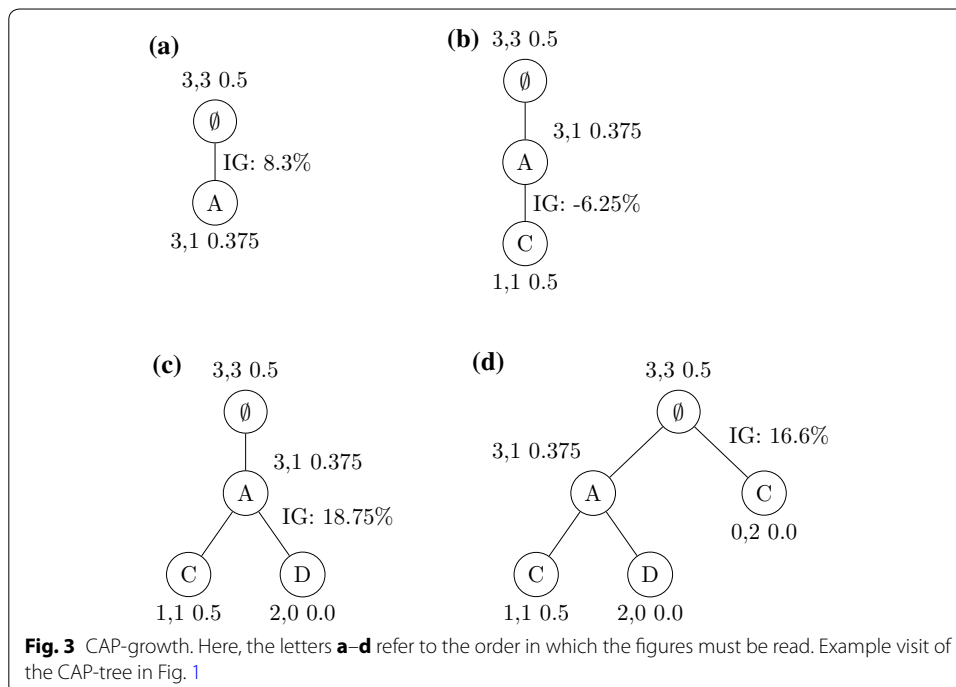 (a)
3,3 0.5
∅
IG: 8.3%
A
3,1 0.375
(b)
3,3 0.5
∅
3,1 0.375
A
IG: -6.25%
C
1,1 0.5
(c)
3,3 0.5
∅
3,1 0.375
A
IG: 18.75%
C D
1,1 0.5 2,0 0.0
(d)
3,3 0.5
∅
IG: 16.6%
3,1 0.375
A C
0,2 0.0
C D
1,1 0.5 2,0 0.0
Fig. 3 CAP-growth. Here, the letters a–d refer to the order in which the figures must be read. Example visit of
the CAP-tree in Fig. 1